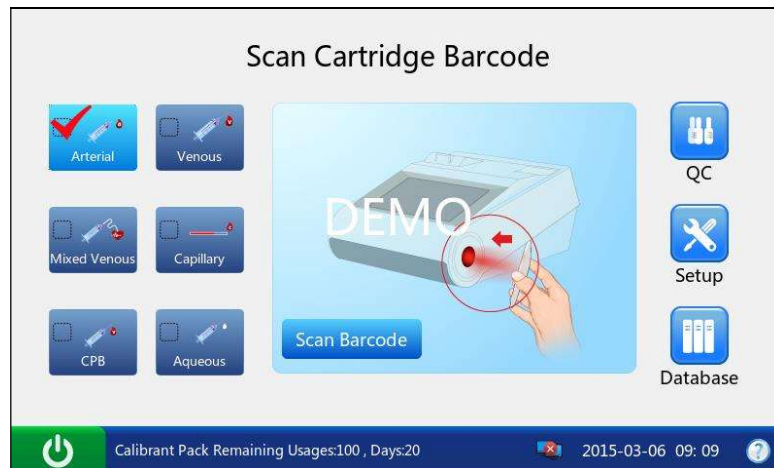 Scan Cartridge Barcode
Arterial
Venous
Mixed Venous
Capillary
CPB
Aqueous
DEMO
Scan Barcode
QC
Setup
Database
Calibrant Pack Remaining Usages:100 , Days:20
2015-03-06 09: 09
?